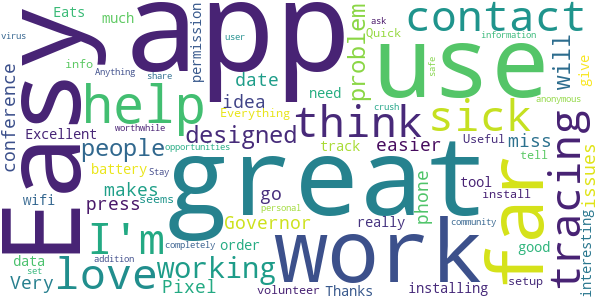 Easy
app
use
contact
great
work
far
tracing
help
think
sick
love
I'm
working
designed
people
problem
will
Governor
Pixel
conference
permission
idea
date
easier
miss
issues
phone
press
makes
Very
go
Eats
much
info
Anything
share
virus
user
Quick
ask
information
give
safe
anonymous
need
crush
Everything
Excellent
worthwhile
battery
opportunities
track
Useful
tell
Stay
wifi
seems
tool
install
really
personal
community
good
interesting
data
set
completely
order
addition
volunteer
Thanks
installing
setup